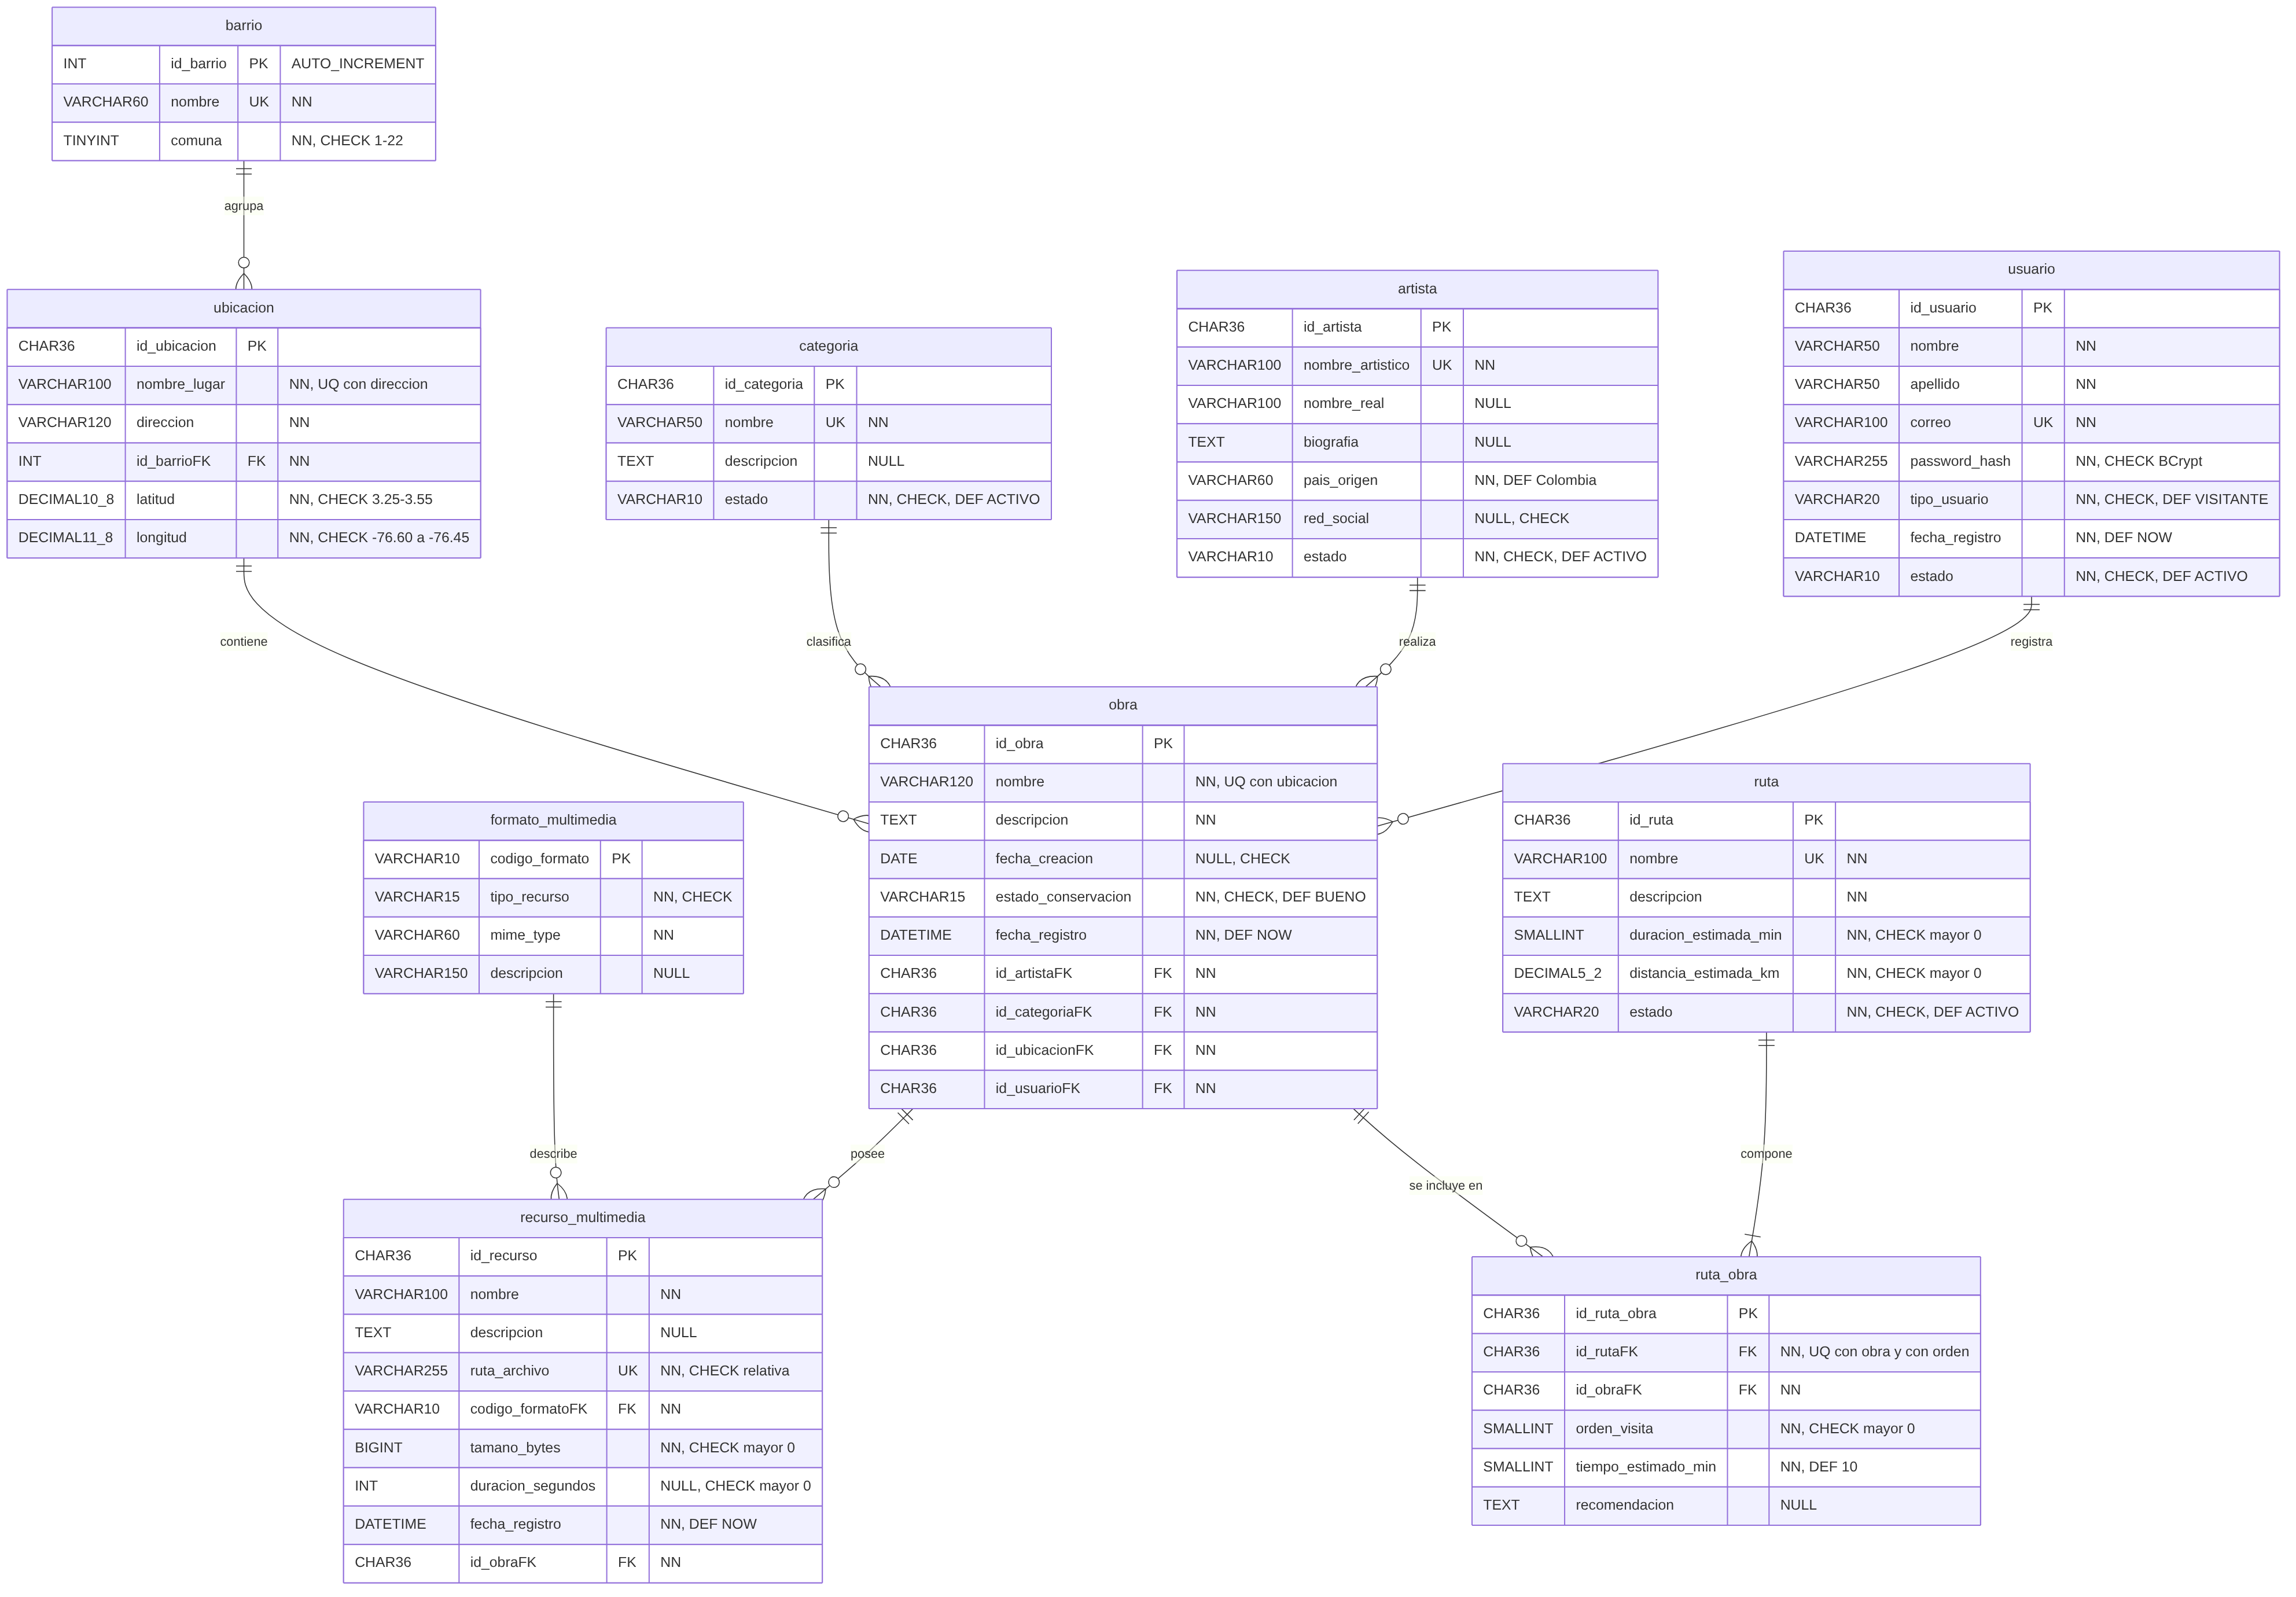 barrio
INT id_barrio PK AUTO_INCREMENT
VARCHAR60 nombre UK NN
TINYINT comuna NN, CHECK 1-22
agrupa
ubicacion
CHAR36 id_ubicacion PK
VARCHAR100 nombre_lugar NN, UQ con direccion
VARCHAR120 direccion NN
INT id_barrioFK FK NN
DECIMAL10_8 latitud NN, CHECK 3.25-3.55
DECIMAL11_8 longitud NN, CHECK -76.60 a -76.45
categoria
CHAR36 id_categoria PK
VARCHAR50 nombre UK NN
TEXT descripcion NULL
VARCHAR10 estado NN, CHECK, DEF ACTIVO
artista
CHAR36 id_artista PK
VARCHAR100 nombre_artistico UK NN
VARCHAR100 nombre_real NULL
TEXT biografia NULL
VARCHAR60 pais_origen NN, DEF Colombia
VARCHAR150 red_social NULL, CHECK
VARCHAR10 estado NN, CHECK, DEF ACTIVO
usuario
CHAR36 id_usuario PK
VARCHAR50 nombre NN
VARCHAR50 apellido NN
VARCHAR100 correo UK NN
VARCHAR255 password_hash NN, CHECK BCrypt
VARCHAR20 tipo_usuario NN, CHECK, DEF VISITANTE
DATETIME fecha_registro NN, DEF NOW
VARCHAR10 estado NN, CHECK, DEF ACTIVO
contiene
clasifica
realiza
registra
obra
CHAR36 id_obra PK
VARCHAR120 nombre NN, UQ con ubicacion
TEXT descripcion NN
DATE fecha_creacion NULL, CHECK
VARCHAR15 estado_conservacion NN, CHECK, DEF BUENO
DATETIME fecha_registro NN, DEF NOW
CHAR36 id_artistaFK FK NN
CHAR36 id_categoriaFK FK NN
CHAR36 id_ubicacionFK FK NN
CHAR36 id_usuarioFK FK NN
formato_multimedia
VARCHAR10 codigo_formato PK
VARCHAR15 tipo_recurso NN, CHECK
VARCHAR60 mime_type NN
VARCHAR150 descripcion NULL
ruta
CHAR36 id_ruta PK
VARCHAR100 nombre UK NN
TEXT descripcion NN
SMALLINT duracion_estimada_min NN, CHECK mayor 0
DECIMAL5_2 distancia_estimada_km NN, CHECK mayor 0
VARCHAR20 estado NN, CHECK, DEF ACTIVO
describe
posee
se incluye en
compone
recurso_multimedia
CHAR36 id_recurso PK
VARCHAR100 nombre NN
TEXT descripcion NULL
VARCHAR255 ruta_archivo UK NN, CHECK relativa
VARCHAR10 codigo_formatoFK FK NN
BIGINT tamano_bytes NN, CHECK mayor 0
INT duracion_segundos NULL, CHECK mayor 0
DATETIME fecha_registro NN, DEF NOW
CHAR36 id_obraFK FK NN
ruta_obra
CHAR36 id_ruta_obra PK
CHAR36 id_rutaFK FK NN, UQ con obra y con orden
CHAR36 id_obraFK FK NN
SMALLINT orden_visita NN, CHECK mayor 0
SMALLINT tiempo_estimado_min NN, DEF 10
TEXT recomendacion NULL